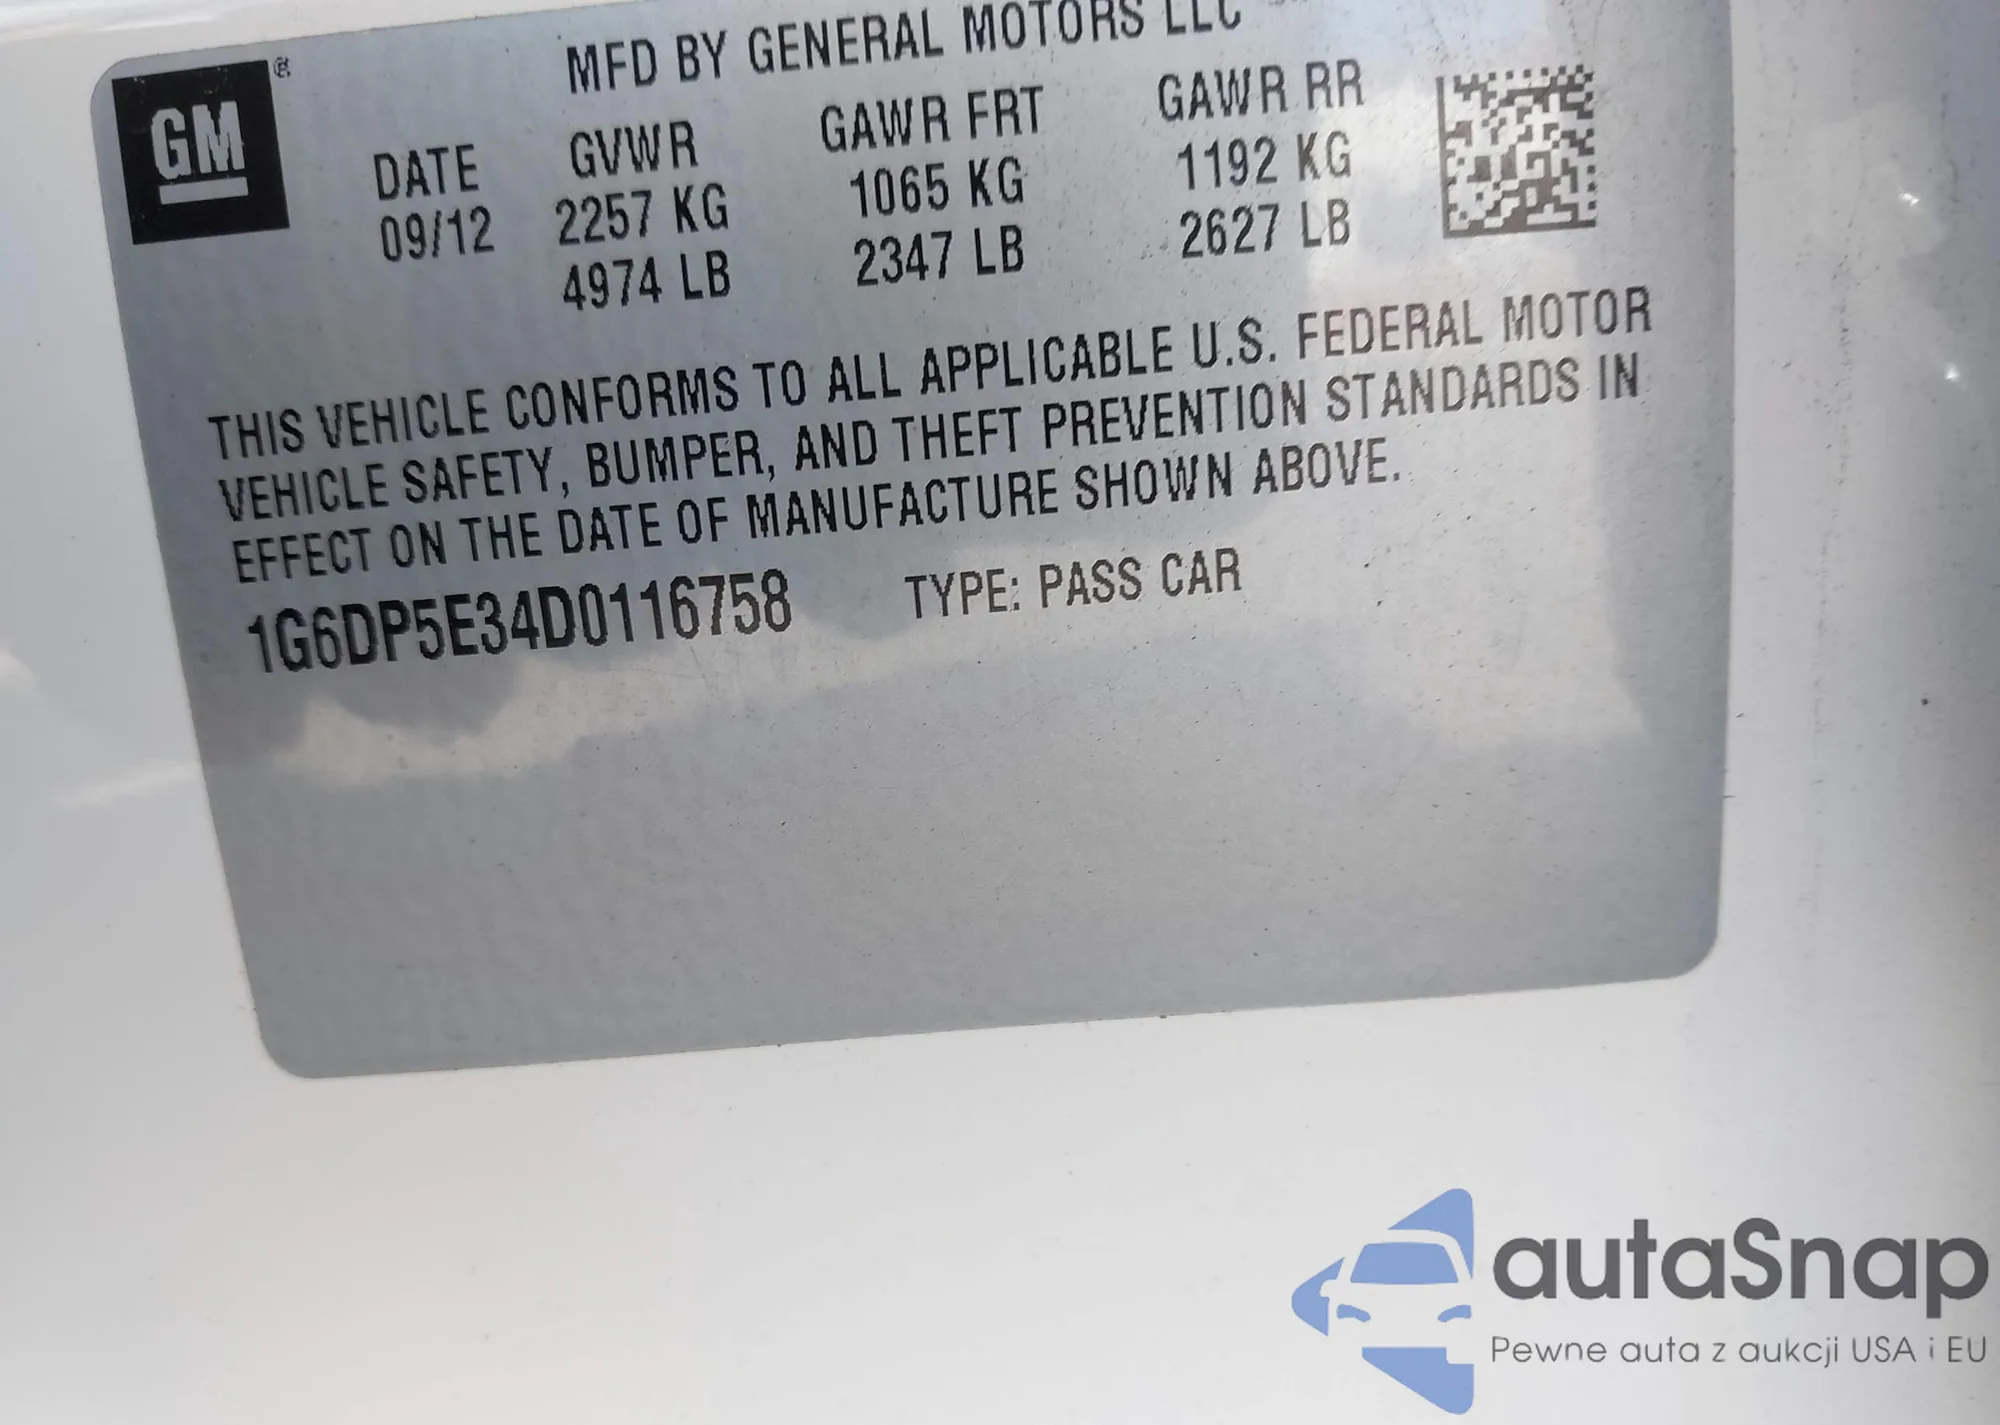 MFD BY GENERAL MOTORS LLC
GM ®
DATE GVWR GAWR FRT GAWR RR
09/12 2257 KG 1065 KG 1192 KG
4974 LB 2347 LB 2627 LB
THIS VEHICLE CONFORMS TO ALL APPLICABLE U.S. FEDERAL MOTOR
VEHICLE SAFETY, BUMPER, AND THEFT PREVENTION STANDARDS IN
EFFECT ON THE DATE OF MANUFACTURE SHOWN ABOVE.
1G6DP5E34D0116758 TYPE: PASS CAR
autaSnap
Pewne auta z aukcji USA i EU